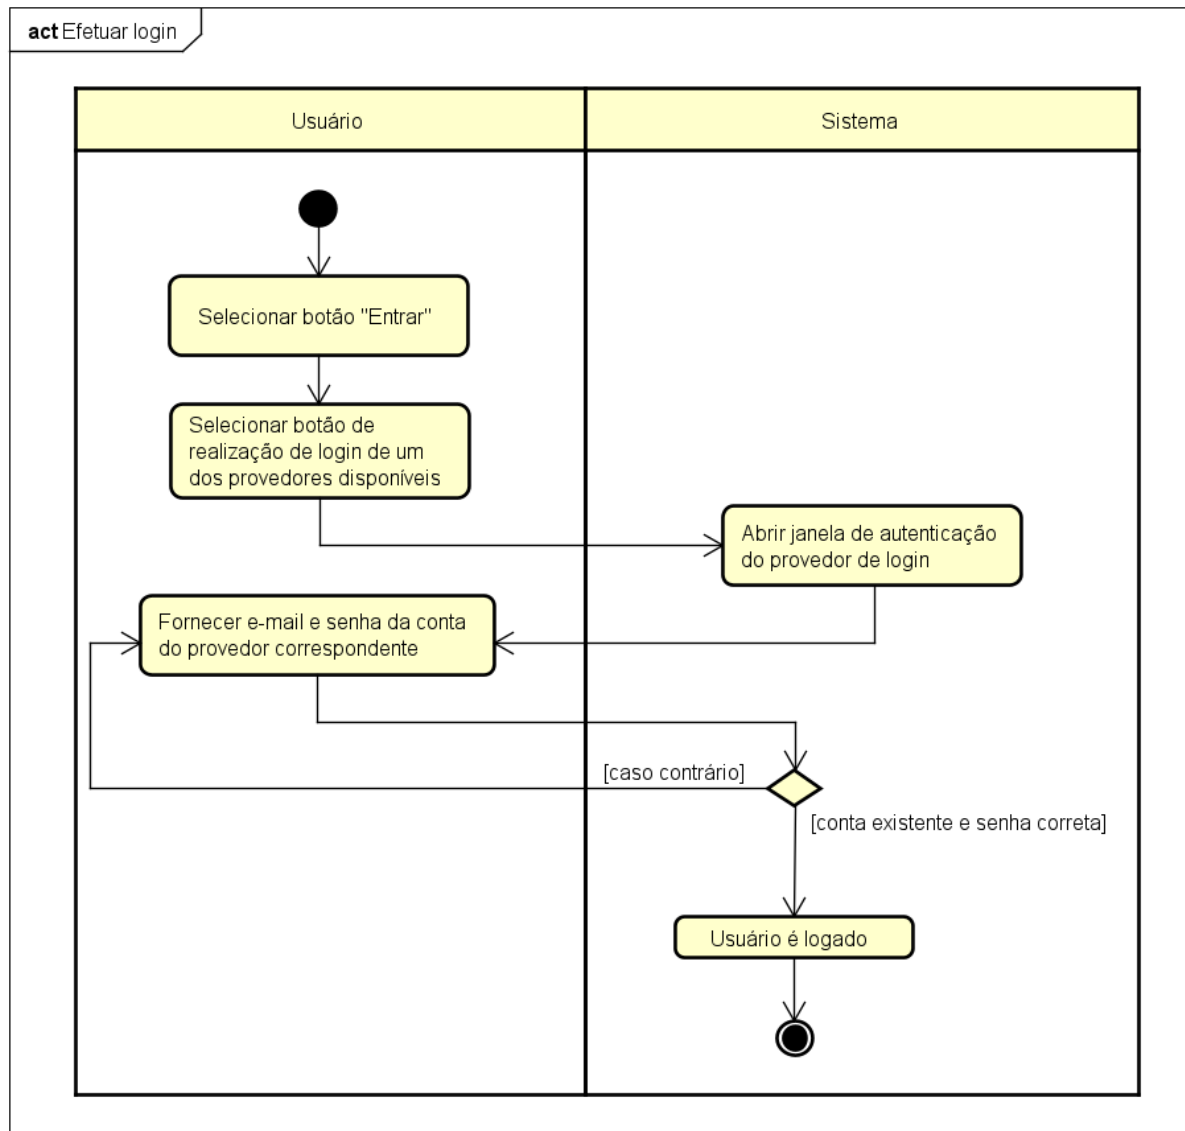 act Efetuar login
Usuário
Sistema
Selecionar botão "Entrar"
Selecionar botão de
realização de login de um
dos provedores disponíveis
Abrir janela de autenticação
do provedor de login
Fornecer e-mail e senha da conta
do provedor correspondente
[caso contrário]
[conta existente e senha correta]
Usuário é logado